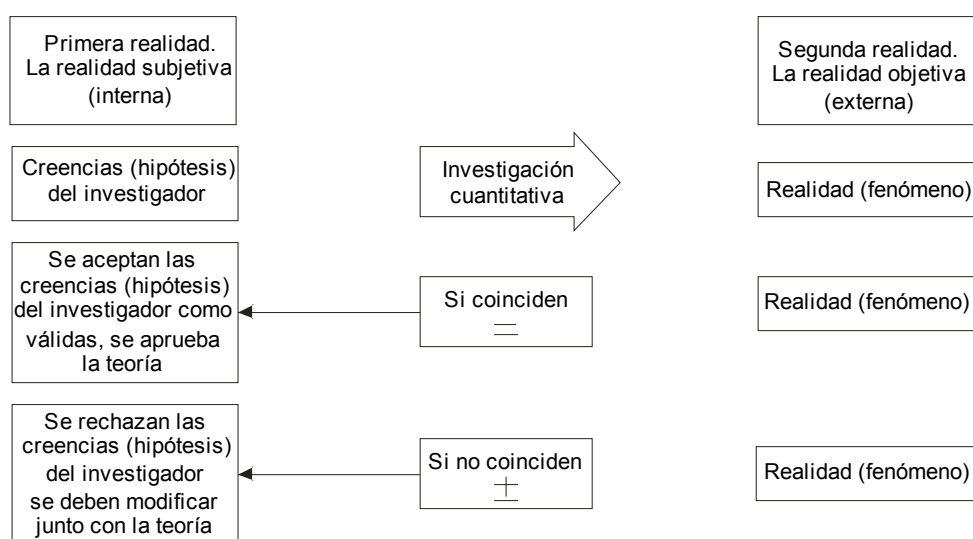 Primera realidad.
La realidad subjetiva
(interna)
Segunda realidad.
La realidad objetiva
(externa)
Creencias (hipótesis)
del investigador
Investigación
cuantitativa
Realidad (fenómeno)
Se aceptan las
creencias (hipótesis)
del investigador como
válidas, se aprueba
la teoría
Si coinciden
=
Realidad (fenómeno)
Se rechazan las
creencias (hipótesis)
del investigador
se deben modificar
junto con la teoría
Si no coinciden
±
Realidad (fenómeno)